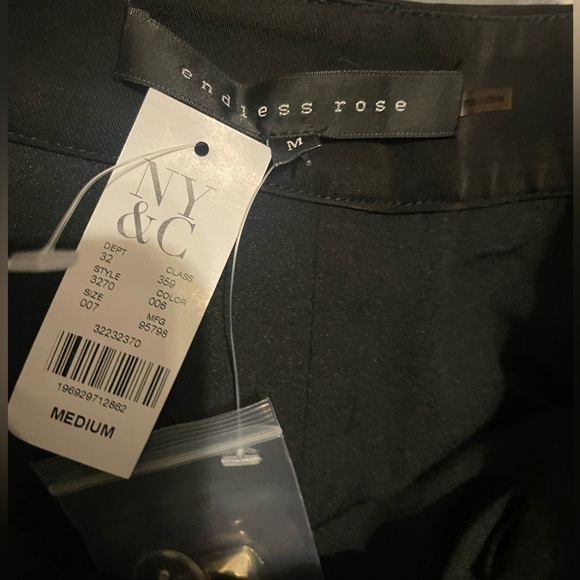 endless rose
M
NY
&C
DEPT CLASS
32 359
STYLE COLOR
3270 006
SIZE MFG
007 95798
32232370
196929712862
MEDIUM